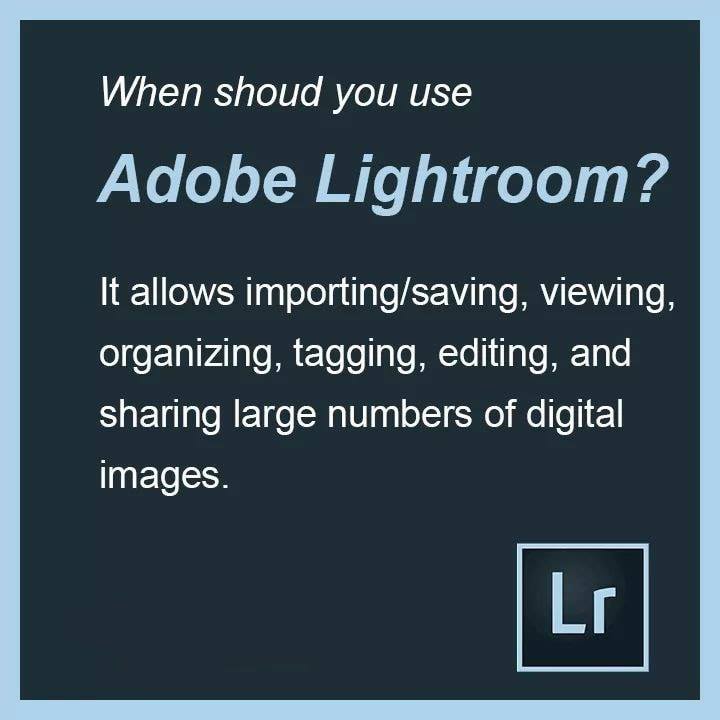 When shoud you use
Adobe Lightroom?
It allows importing/saving, viewing,
organizing, tagging, editing, and
sharing large numbers of digital
images.
Lr